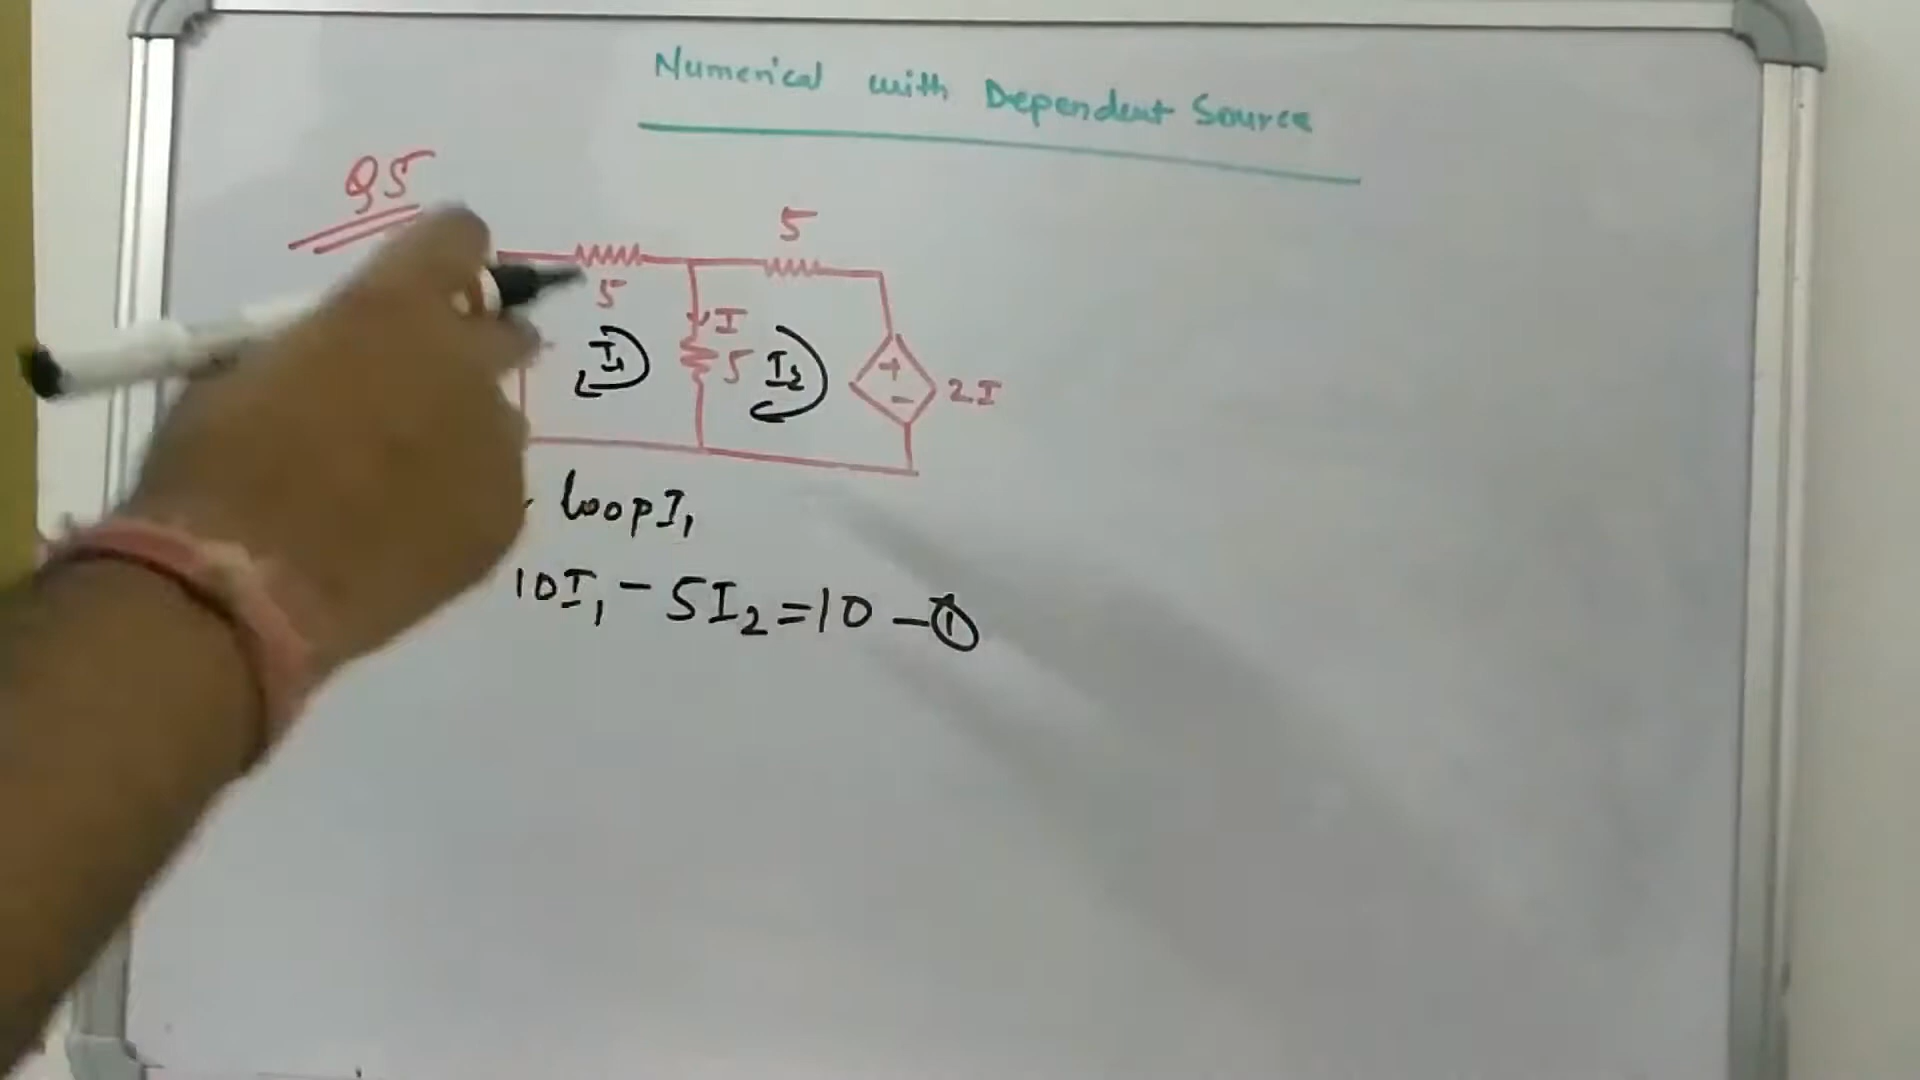 Numerical with Dependent Source
Q5
5
5
I
I₁
5
I₂
+
-
2I
loop I₁
10I₁ - 5I₂ = 10 - ①